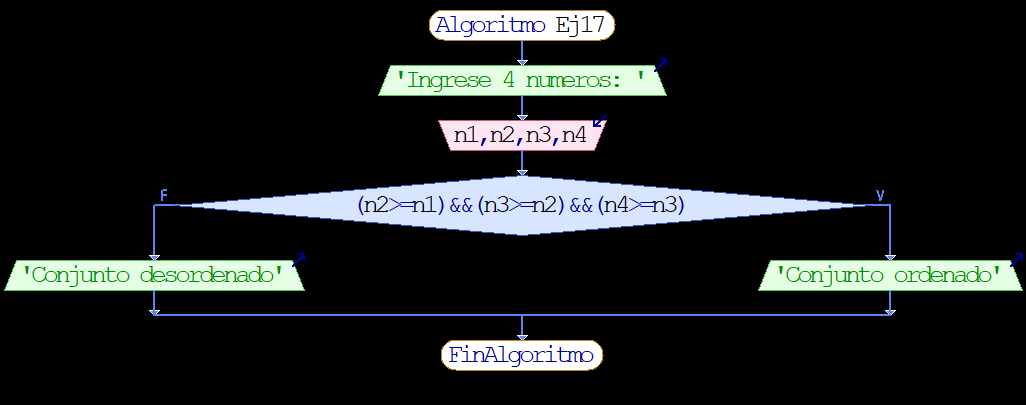 Algoritmo Ej17
'Ingrese 4 numeros: '
n1,n2,n3,n4
F
V
(n2>=n1)&&(n3>=n2)&&(n4>=n3)
'Conjunto desordenado'
'Conjunto ordenado'
FinAlgoritmo